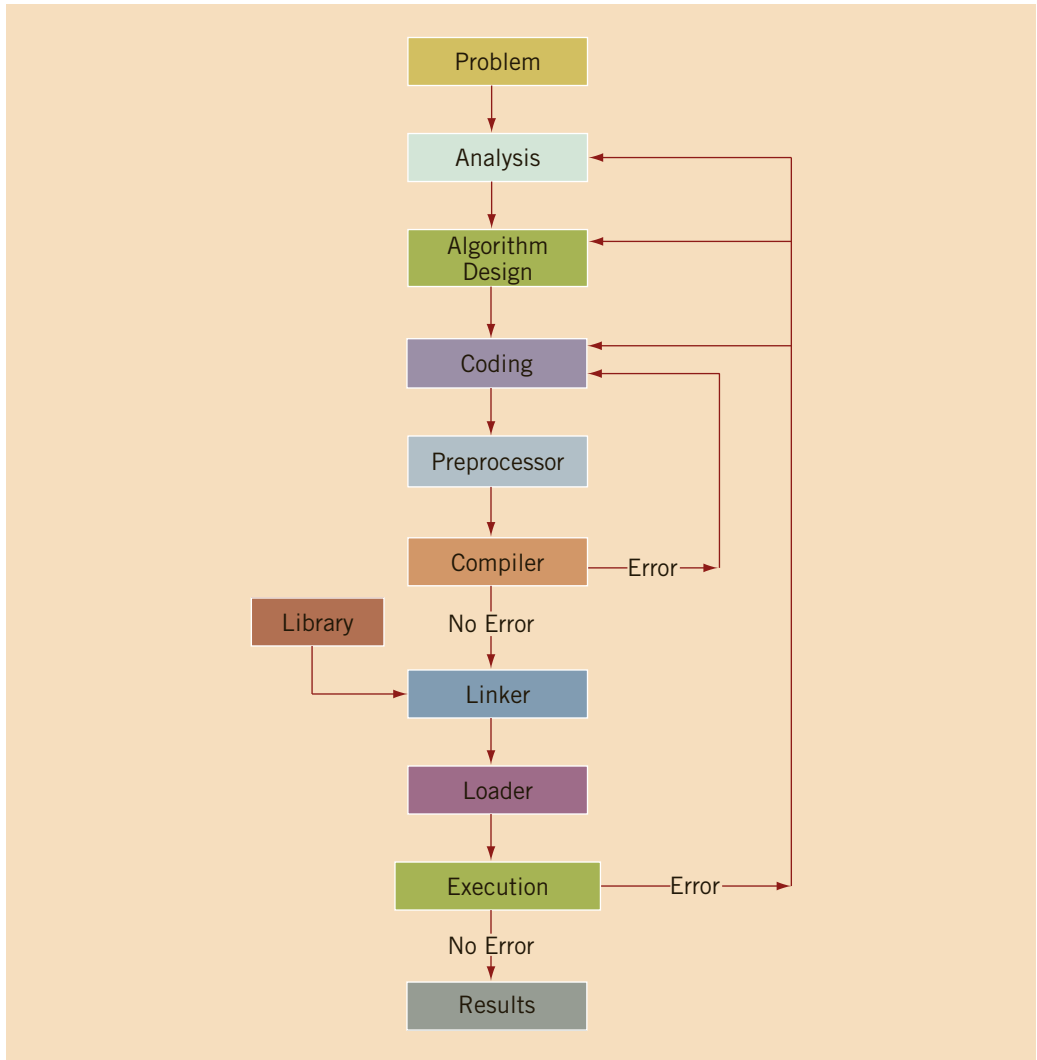 Problem
Analysis
Algorithm
Design
Coding
Preprocessor
Compiler
Error
Library
No Error
Linker
Loader
Execution
Error
No Error
Results